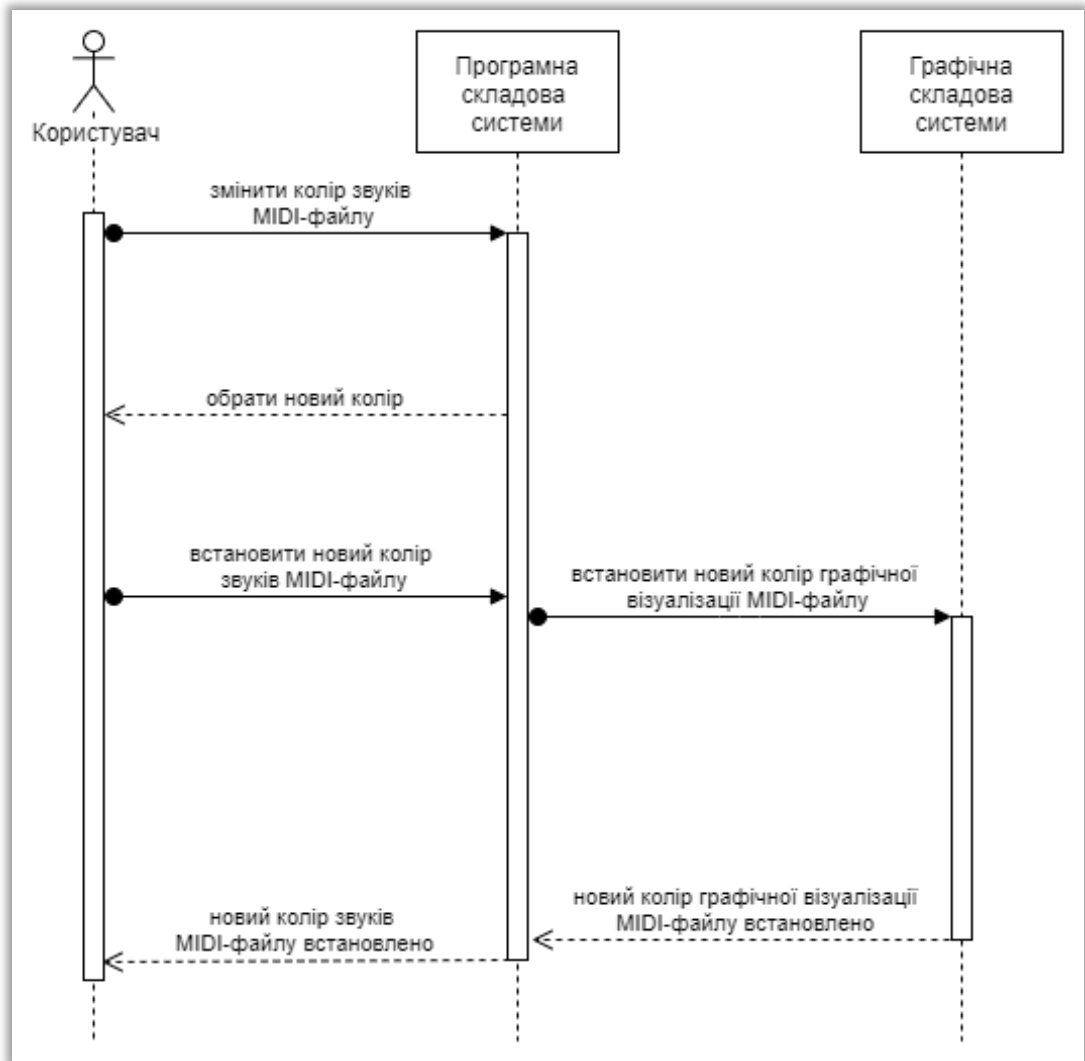 Користувач
Програмна
складова
системи
Графічна
складова
системи
змінити колір звуків
MIDI-файлу
обрати новий колір
встановити новий колір
звуків MIDI-файлу
встановити новий колір графічної
візуалізації MIDI-файлу
новий колір графічної візуалізації
MIDI-файлу встановлено
новий колір звуків
MIDI-файлу встановлено